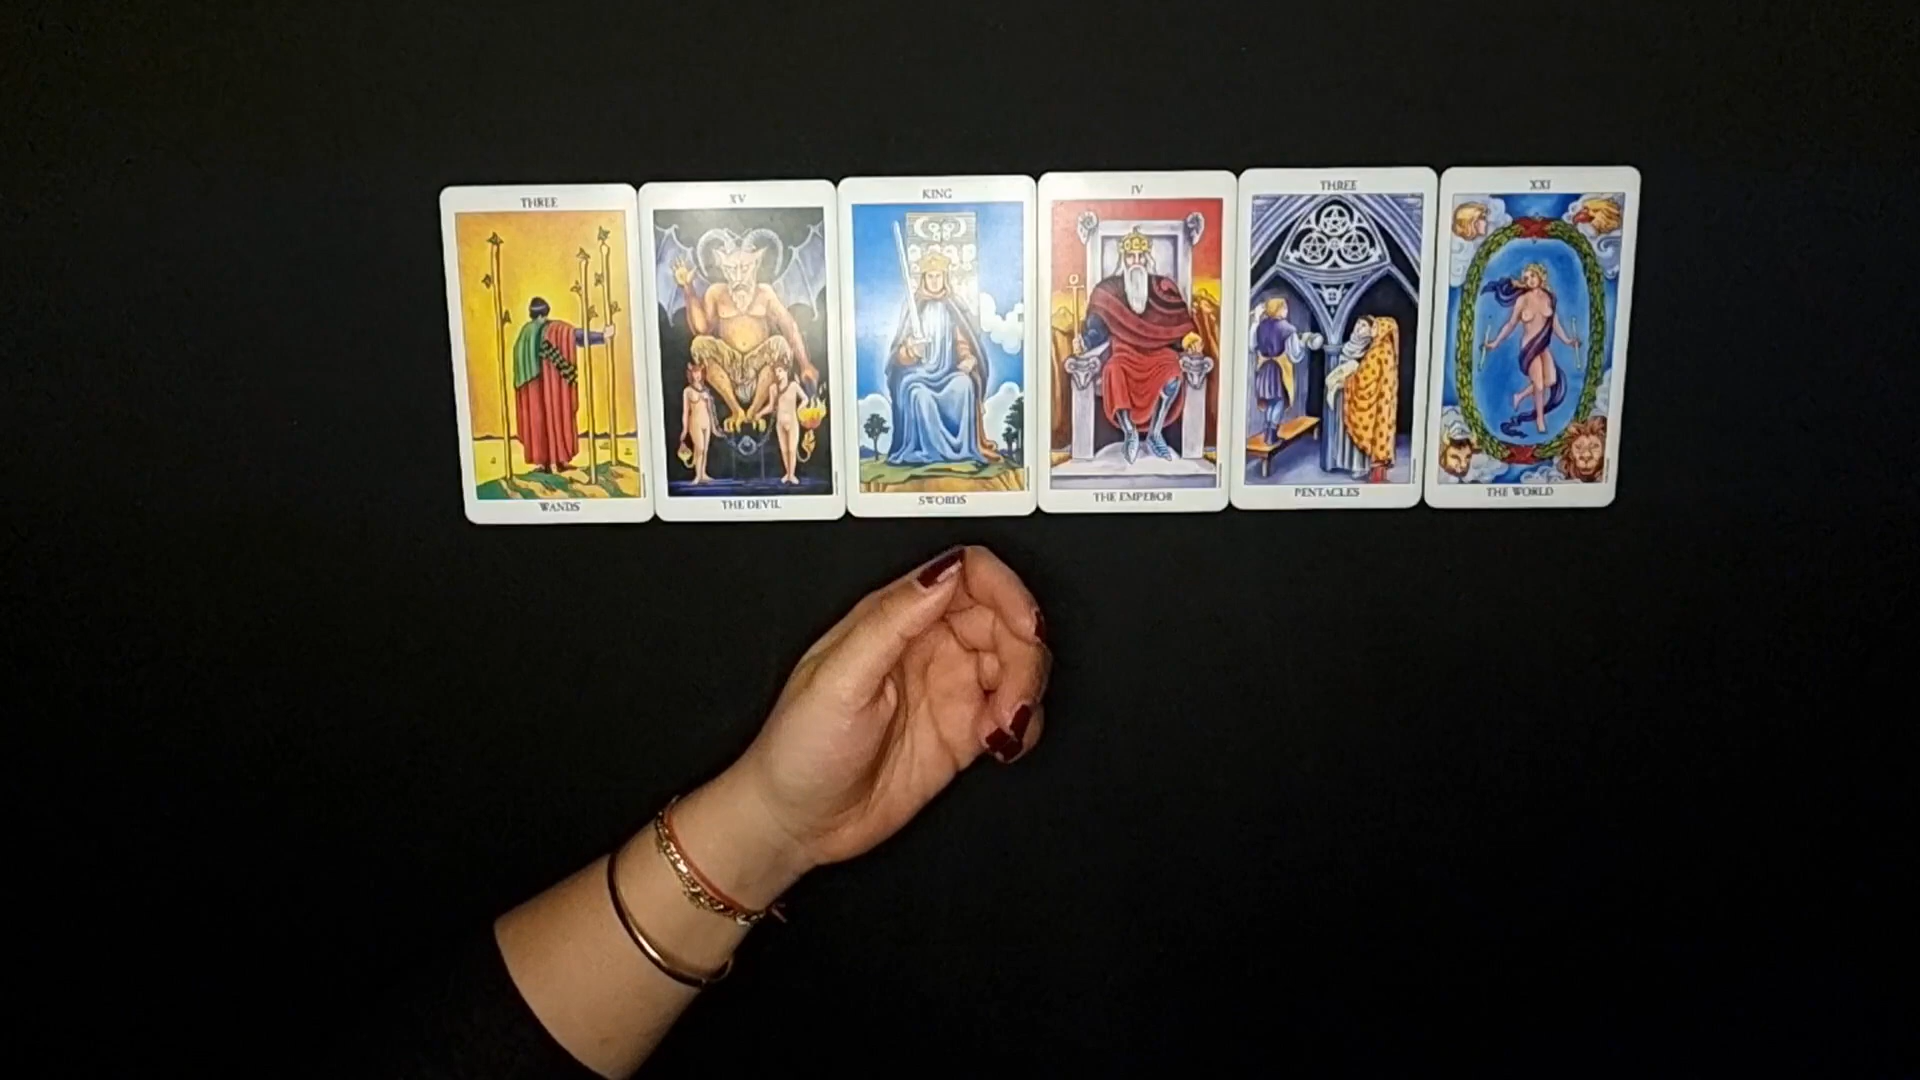 THREE
WANDS
XV
THE DEVIL
KING
SWORDS
IV
THE EMPEROR
THREE
PENTACLES
XXI
THE WORLD